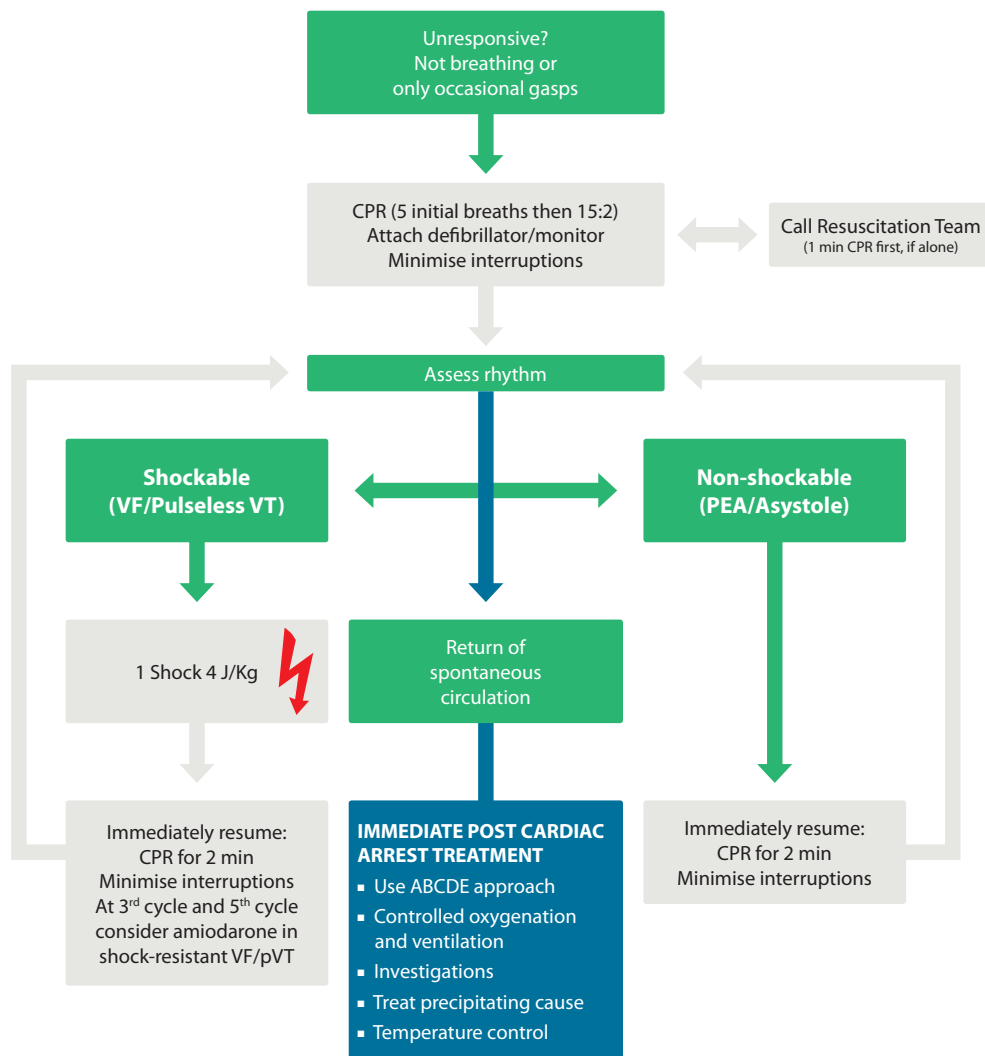 Unresponsive?
Not breathing or
only occasional gasps
CPR (5 initial breaths then 15:2)
Attach defibrillator/monitor
Minimise interruptions
Call Resuscitation Team
(1 min CPR first, if alone)
Assess rhythm
Shockable
(VF/Pulseless VT)
Non-shockable
(PEA/Asystole)
1 Shock 4 J/Kg
Return of
spontaneous
circulation
Immediately resume:
CPR for 2 min
Minimise interruptions
At 3rd cycle and 5th cycle
consider amiodarone in
shock-resistant VF/pVT
IMMEDIATE POST CARDIAC
ARREST TREATMENT
▪ Use ABCDE approach
▪ Controlled oxygenation
and ventilation
▪ Investigations
▪ Treat precipitating cause
▪ Temperature control
Immediately resume:
CPR for 2 min
Minimise interruptions